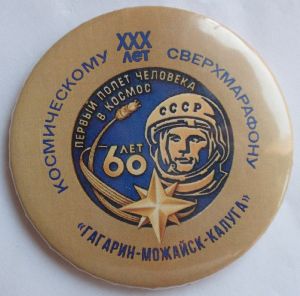 XXX
лет
КОСМИЧЕСКОМУ СВЕРХМАРАФОНУ
ПЕРВЫЙ ПОЛЕТ ЧЕЛОВЕКА
В КОСМОС
60 ЛЕТ
СССР
"ГАГАРИН-МОЖАЙСК-КАЛУГА"